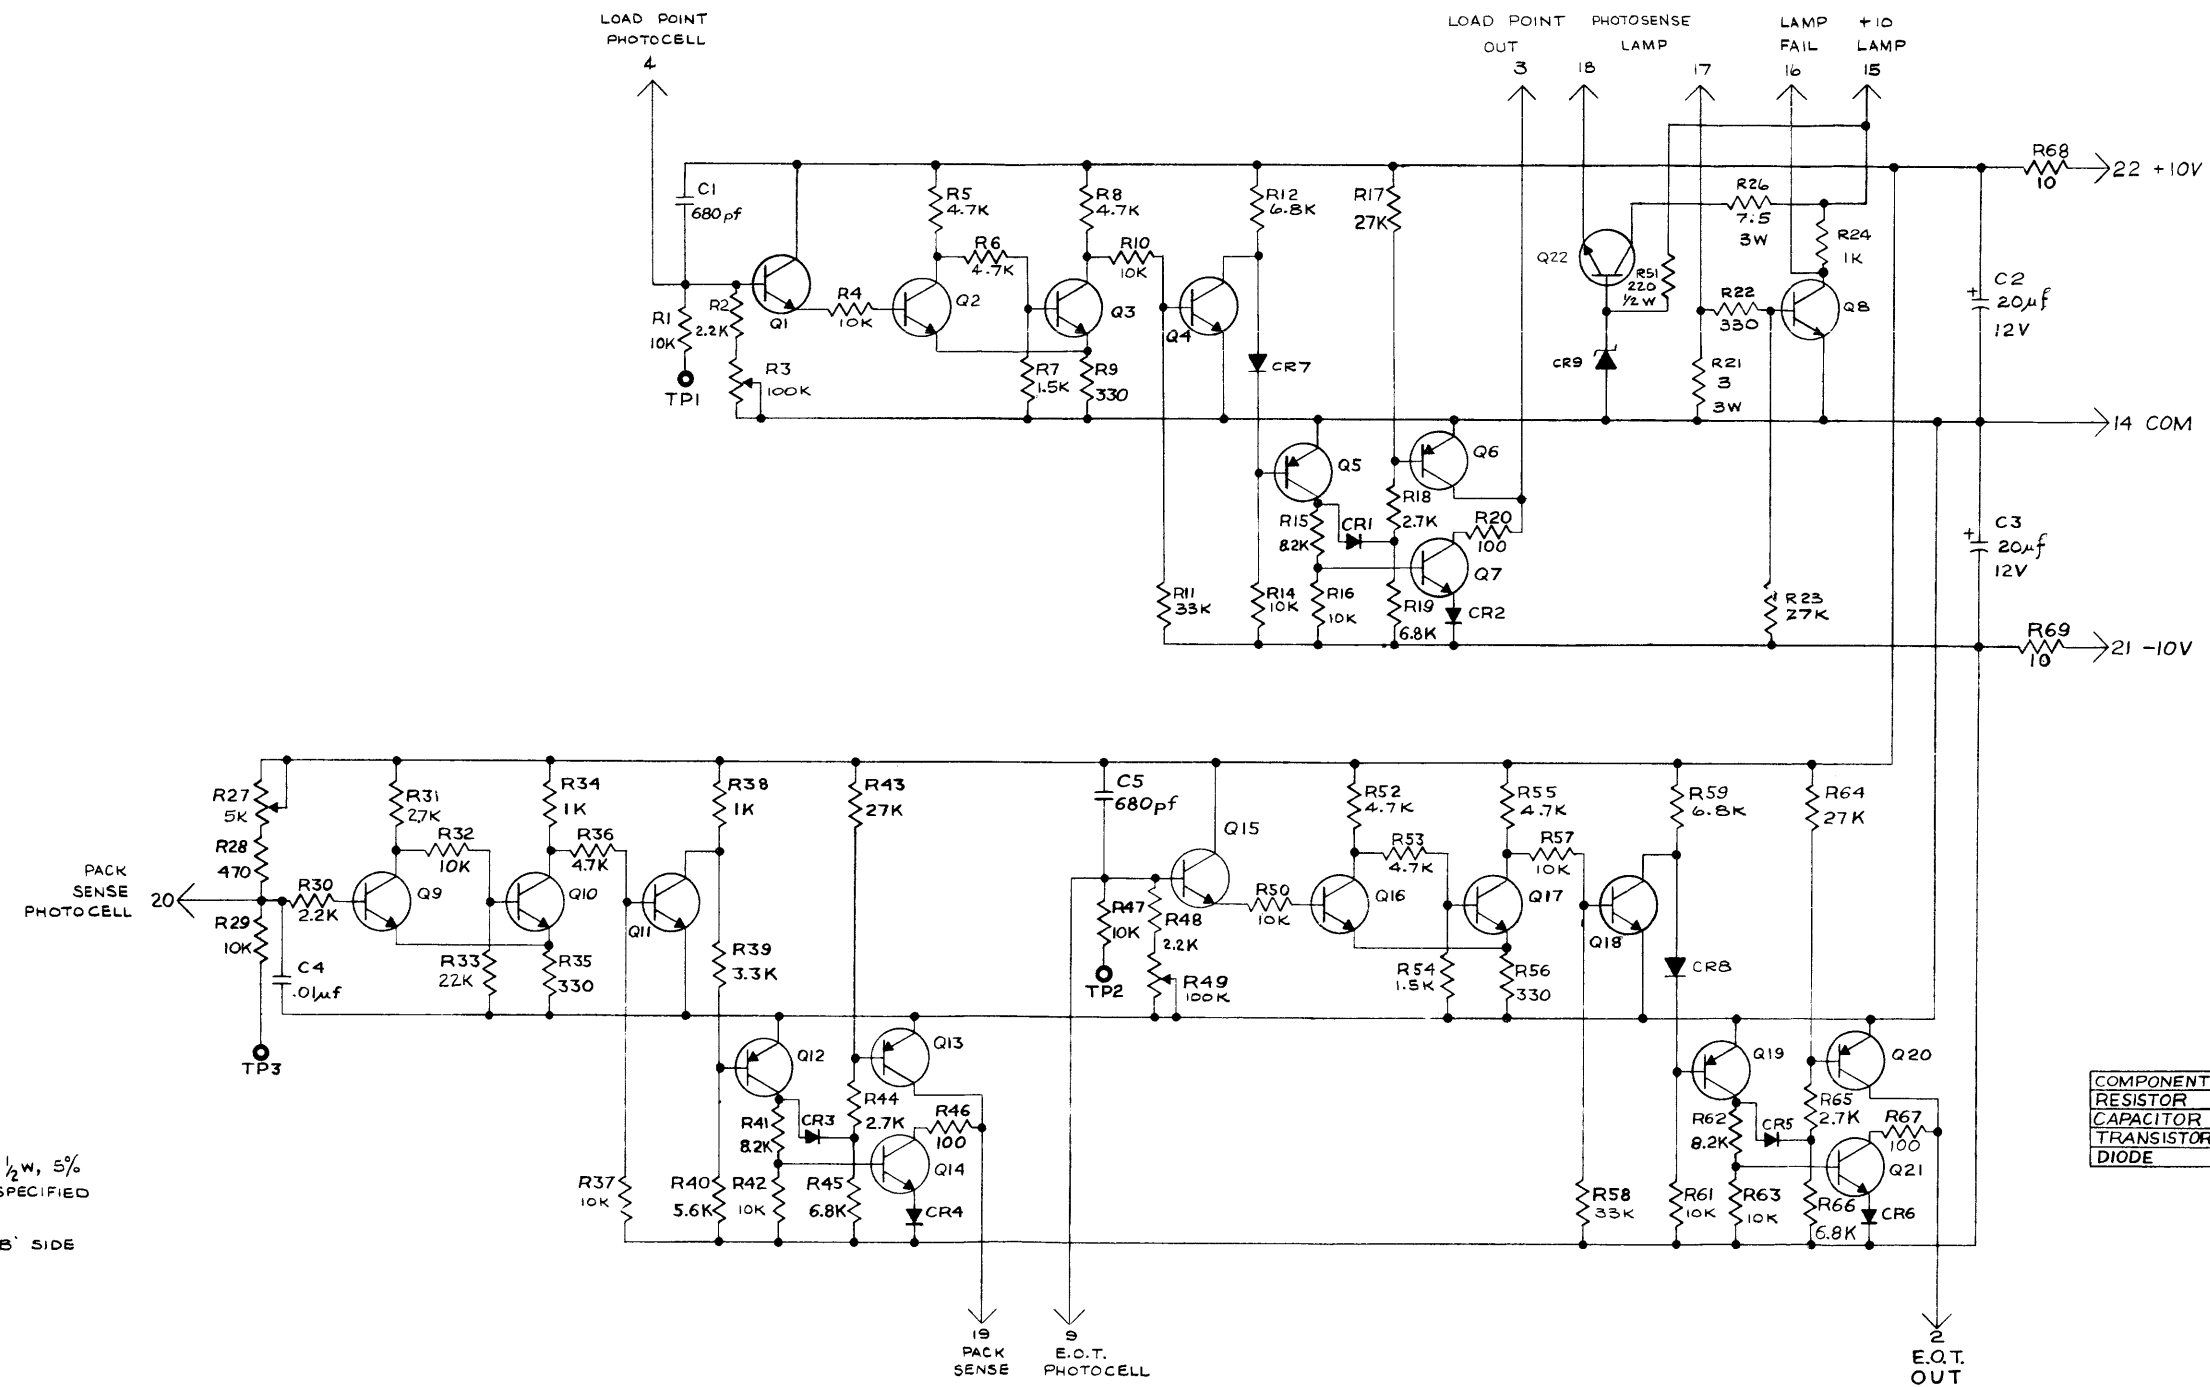 LOAD POINT
PHOTOCELL
4
LOAD POINT
OUT
3
PHOTOSENSE
LAMP
18
17
LAMP
FAIL
16
+10
LAMP
15
C1
680pf
R1
10K
TP1
R2
2.2K
R3
100K
Q1
R4
10K
R5
4.7K
Q2
R6
4.7K
R7
1.5K
R8
4.7K
Q3
R9
330
R10
10K
Q4
R11
33K
R12
6.8K
CR7
R14
10K
Q5
R15
8.2K
CR1
R16
10K
R17
27K
R18
2.7K
R19
6.8K
Q6
Q7
R20
100
CR2
Q22
R51
220
½W
CR9
R26
7.5
3W
R24
1K
R22
330
Q8
R21
3
3W
R23
27K
R68
10
22 +10V
C2
+
20µf
12V
14 COM
C3
+
20µf
12V
R69
10
21 -10V
PACK
SENSE
PHOTOCELL
20
R27
5K
R28
470
R29
10K
TP3
C4
.01µf
R30
2.2K
R31
2.7K
Q9
R32
10K
R33
22K
R34
1K
Q10
R35
330
R36
4.7K
Q11
R37
10K
R38
1K
R39
3.3K
R40
5.6K
Q12
R41
8.2K
CR3
R42
10K
R43
27K
R44
2.7K
R45
6.8K
Q13
Q14
R46
100
CR4
19
PACK
SENSE
9
E.O.T.
PHOTOCELL
C5
680pf
R47
10K
TP2
R48
2.2K
R49
100K
Q15
R50
10K
R52
4.7K
Q16
R53
4.7K
R54
1.5K
R55
4.7K
Q17
R56
330
R57
10K
Q18
R58
33K
R59
6.8K
CR8
R61
10K
Q19
R62
8.2K
CR5
R63
10K
R64
27K
R65
2.7K
R66
6.8K
Q20
Q21
R67
100
CR6
2
E.O.T.
OUT
½W, 5%
SPECIFIED
B' SIDE
COMPONENT
RESISTOR
CAPACITOR
TRANSISTOR
DIODE